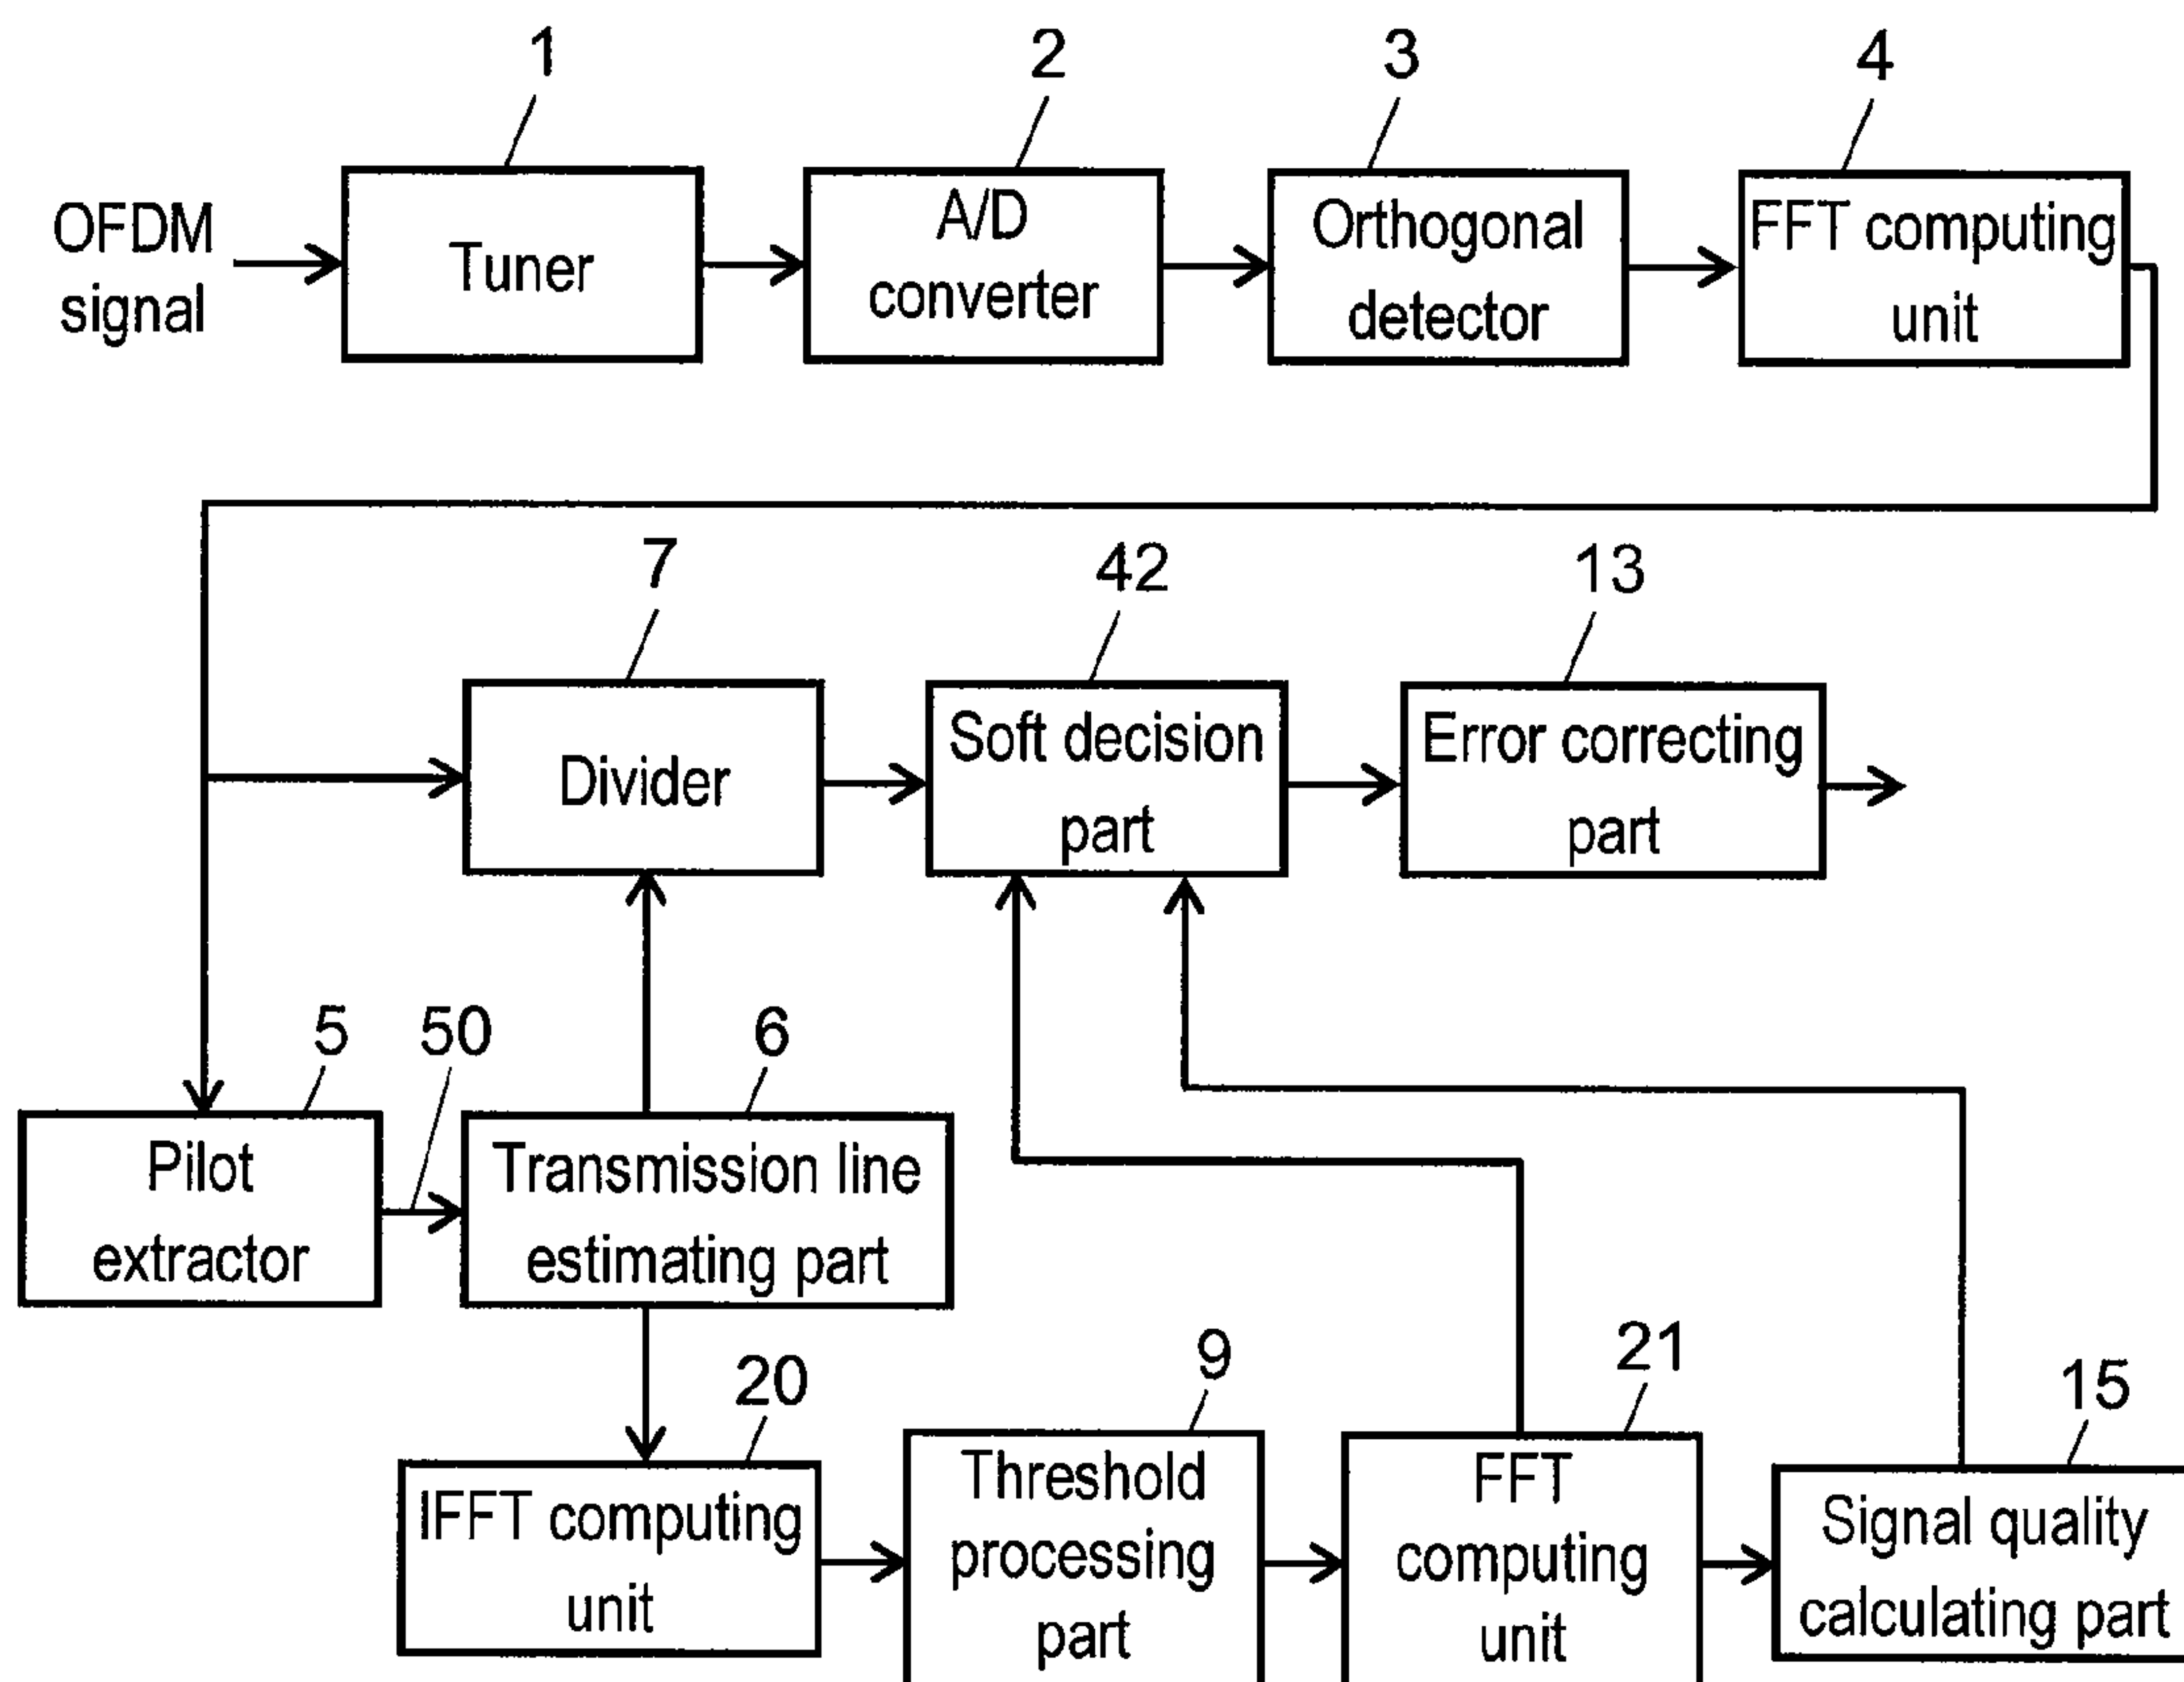 1
2
3
4
OFDM
signal
Tuner
A/D
converter
Orthogonal
detector
FFT computing
unit
7
42
13
Divider
Soft decision
part
Error correcting
part
5
50
6
Pilot
extractor
Transmission line
estimating part
20
9
21
15
IFFT computing
unit
Threshold
processing
part
FFT
computing
unit
Signal quality
calculating part